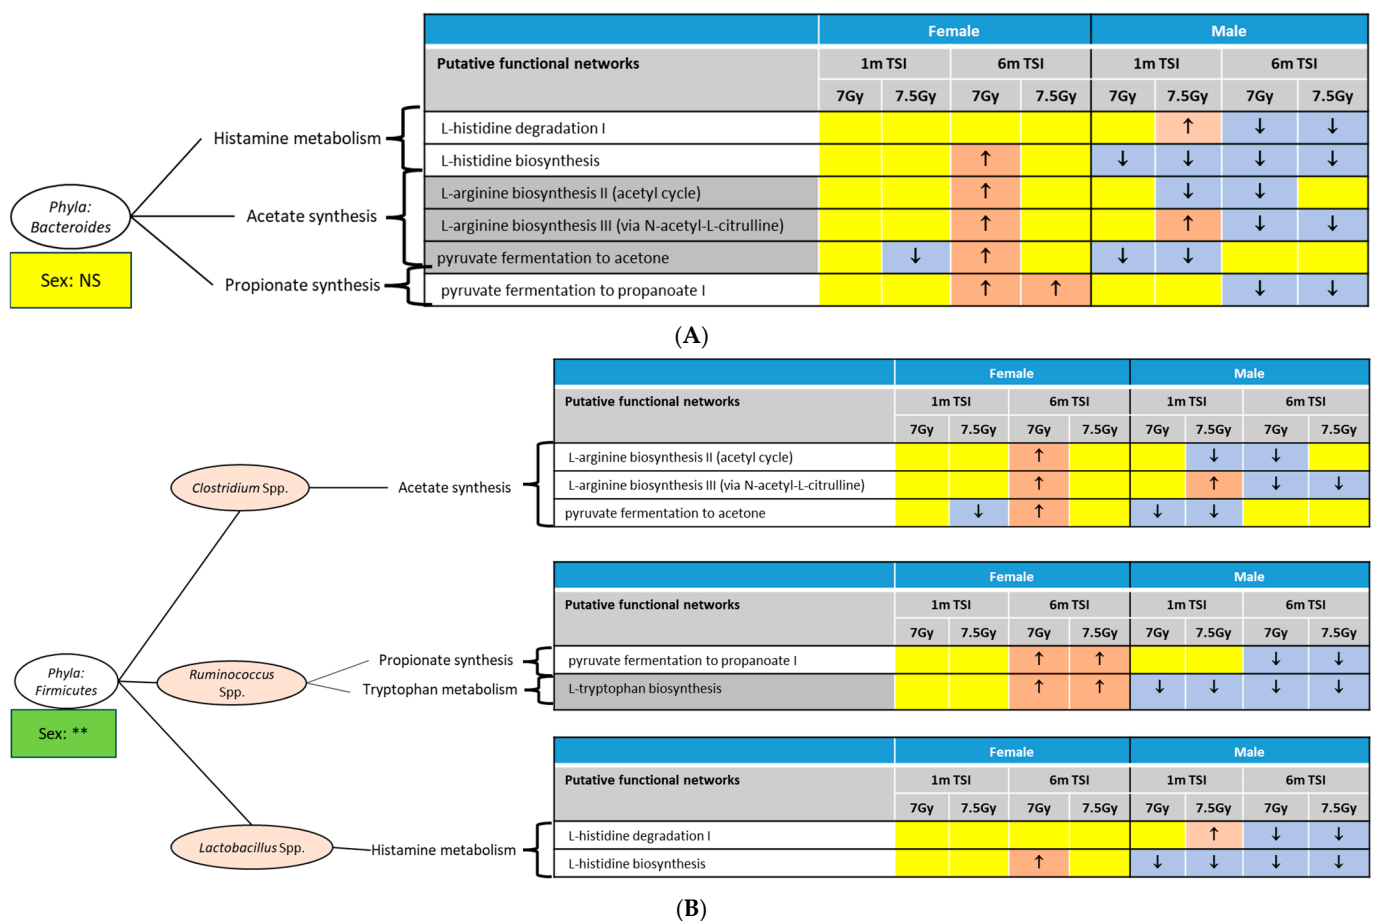 Female Male
Putative functional networks 1m TSI 6m TSI 1m TSI 6m TSI
7Gy 7.5Gy 7Gy 7.5Gy 7Gy 7.5Gy 7Gy 7.5Gy
Histamine metabolism
L-histidine degradation I ↑ ↓ ↓
L-histidine biosynthesis ↑ ↓ ↓ ↓ ↓
Phyla:
Bacteroides
Sex: NS
Acetate synthesis
L-arginine biosynthesis II (acetyl cycle) ↑ ↓ ↓
L-arginine biosynthesis III (via N-acetyl-L-citrulline) ↑ ↑ ↓ ↓
pyruvate fermentation to acetone ↓ ↑ ↓ ↓
Propionate synthesis
pyruvate fermentation to propanoate I ↑ ↑ ↓ ↓
(A)
Female Male
Putative functional networks 1m TSI 6m TSI 1m TSI 6m TSI
7Gy 7.5Gy 7Gy 7.5Gy 7Gy 7.5Gy 7Gy 7.5Gy
Clostridium Spp.
Acetate synthesis
L-arginine biosynthesis II (acetyl cycle) ↑ ↓ ↓
L-arginine biosynthesis III (via N-acetyl-L-citrulline) ↑ ↑ ↓ ↓
pyruvate fermentation to acetone ↓ ↑ ↓ ↓
Female Male
Putative functional networks 1m TSI 6m TSI 1m TSI 6m TSI
7Gy 7.5Gy 7Gy 7.5Gy 7Gy 7.5Gy 7Gy 7.5Gy
Phyla:
Firmicutes
Sex: **
Ruminococcus
Spp.
Propionate synthesis
pyruvate fermentation to propanoate I ↑ ↑ ↓ ↓
Tryptophan metabolism
L-tryptophan biosynthesis ↑ ↑ ↓ ↓ ↓ ↓
Female Male
Putative functional networks 1m TSI 6m TSI 1m TSI 6m TSI
7Gy 7.5Gy 7Gy 7.5Gy 7Gy 7.5Gy 7Gy 7.5Gy
Lactobacillus Spp.
Histamine metabolism
L-histidine degradation I ↑ ↓ ↓
L-histidine biosynthesis ↑ ↓ ↓ ↓ ↓
(B)